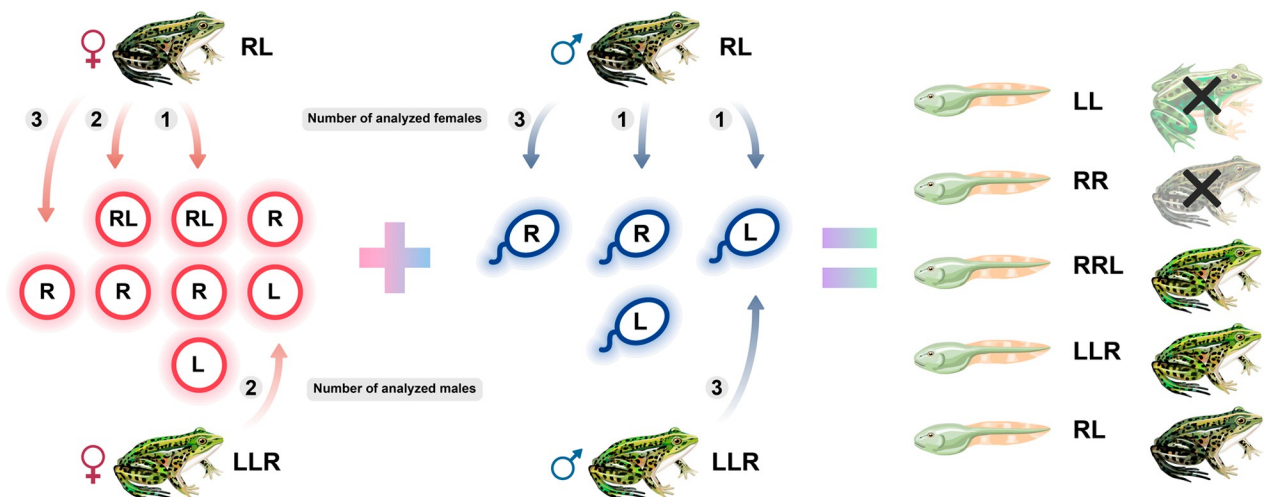 ♀ RL
♂ RL
3 2 1
Number of analyzed females
3 1 1
RL RL R
R R R L
L
R R L
L
2
Number of analyzed males
3
♀ LLR
♂ LLR
LL
RR
RRL
LLR
RL